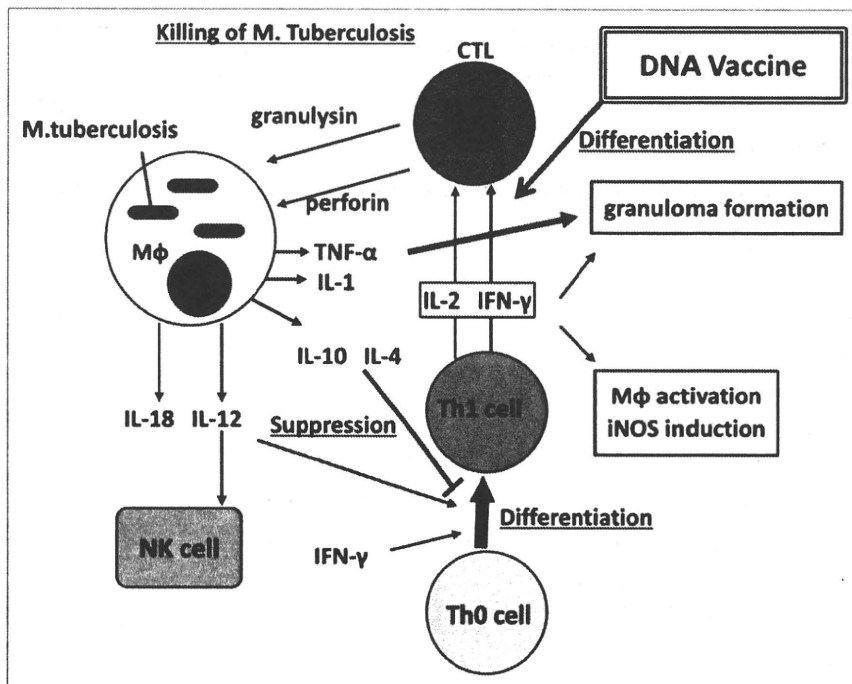 Killing of M. Tuberculosis
CTL
DNA Vaccine
M.tuberculosis
granulysin
Differentiation
perforin
granuloma formation
Mϕ
TNF-α
IL-1
IL-2 IFN-γ
IL-10 IL-4
Th1 cell
Mϕ activation
iNOS induction
IL-18 IL-12
Suppression
Differentiation
NK cell
IFN-γ
Th0 cell